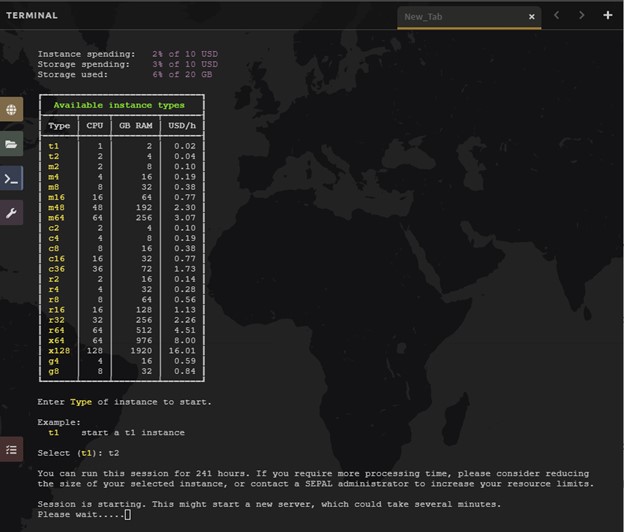 TERMINAL
New_Tab
Instance spending: 2% of 10 USD
Storage spending: 3% of 10 USD
Storage used: 6% of 20 GB
Available instance types
Type CPU GB RAM USD/h
t1 1 2 0.02
t2 2 4 0.04
m2 2 8 0.10
m4 4 16 0.19
m8 8 32 0.38
m16 16 64 0.77
m48 48 192 2.30
m64 64 256 3.07
c2 2 4 0.10
c4 4 8 0.19
c8 8 16 0.38
c16 16 32 0.77
c36 36 72 1.73
r2 2 16 0.14
r4 4 32 0.28
r8 8 64 0.56
r16 16 128 1.13
r32 32 256 2.26
r64 64 512 4.51
x64 64 976 8.00
x128 128 1920 16.01
g4 4 16 0.59
g8 8 32 0.84
Enter Type of instance to start.
Example:
t1 start a t1 instance
Select (t1): t2
You can run this session for 241 hours. If you require more processing time, please consider reducing
the size of your selected instance, or contact a SEPAL administrator to increase your resource limits.
Session is starting. This might start a new server, which could take several minutes.
Please wait.....